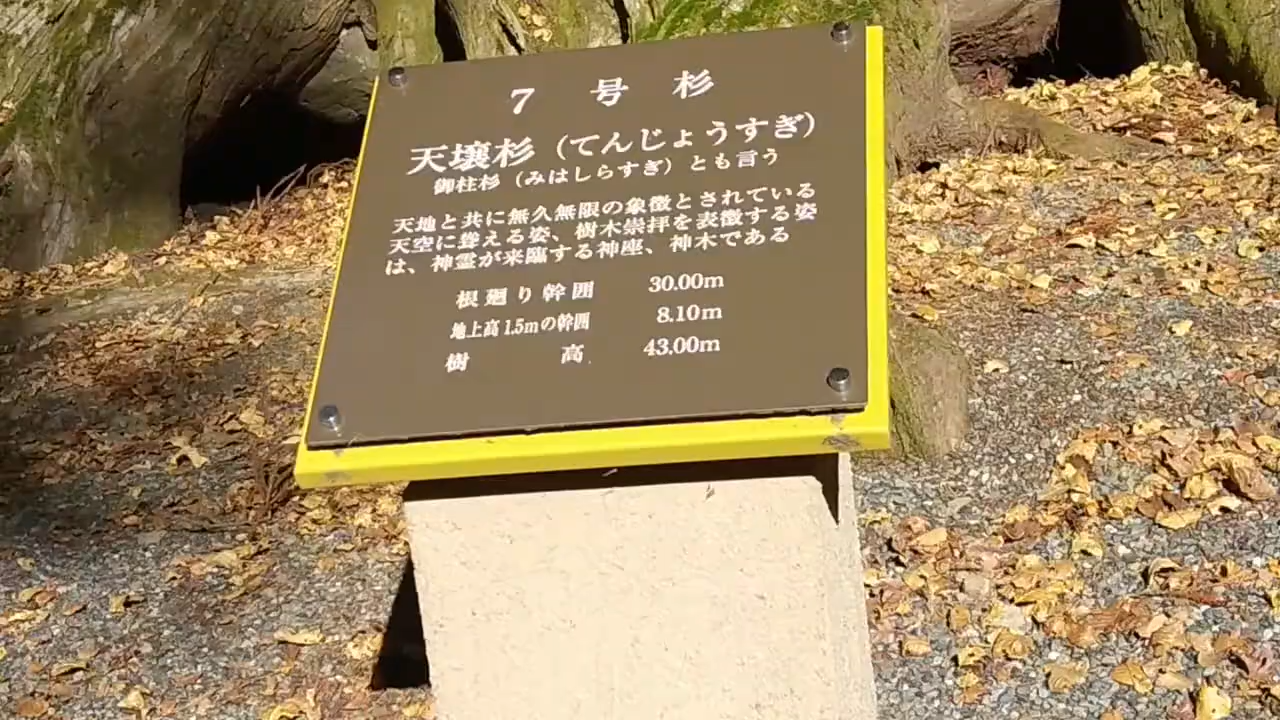 7 号 杉
天壌杉（てんじょうすぎ）
御柱杉（みはしらすぎ）とも言う
天地と共に無久無限の象徴とされている
天空に聳える姿、樹木崇拝を表徴する姿
は、神霊が来臨する神座、神木である
根廻り幹囲 30.00m
地上高1.5mの幹囲 8.10m
樹 高 43.00m